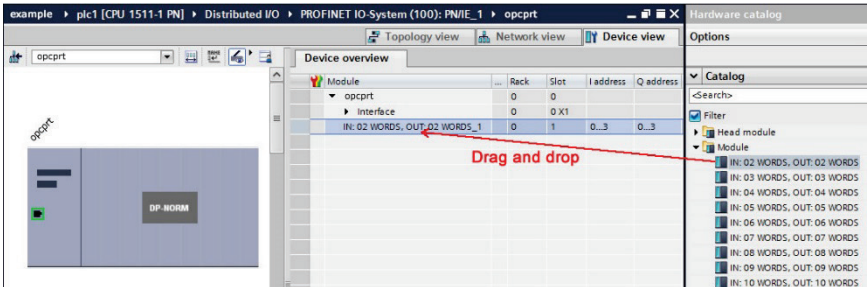 example ▸ plc1 [CPU 1511-1 PN] ▸ Distributed I/O ▸ PROFINET IO-System (100): PN/IE_1 ▸ opcprt
Hardware catalog
Topology view Network view Device view
Options
opcprt
Device overview
Module ... Rack Slot I address Q address
opcprt 0 0
Interface 0 0 X1
IN: 02 WORDS, OUT: 02 WORDS_1 0 1 0...3 0...3
opcprt
DP-NORM
Drag and drop
Catalog
<Search>
Filter
Head module
Module
IN: 02 WORDS, OUT: 02 WORDS
IN: 03 WORDS, OUT: 03 WORDS
IN: 04 WORDS, OUT: 04 WORDS
IN: 05 WORDS, OUT: 05 WORDS
IN: 06 WORDS, OUT: 06 WORDS
IN: 07 WORDS, OUT: 07 WORDS
IN: 08 WORDS, OUT: 08 WORDS
IN: 09 WORDS, OUT: 09 WORDS
IN: 10 WORDS, OUT: 10 WORDS